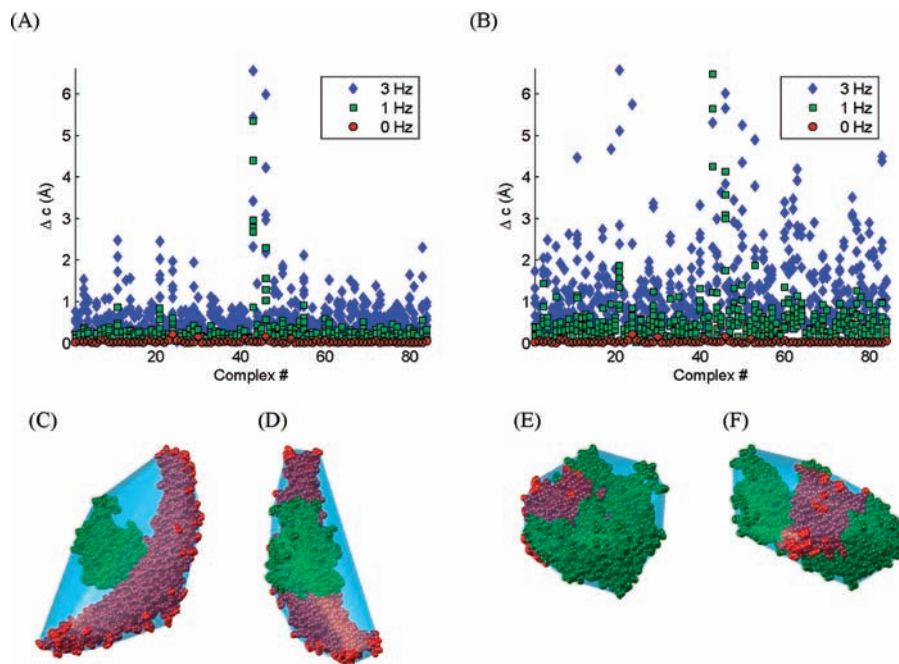 (A)
(B)
6
5
4
3
2
1
0
Δ c (Å)
20
40
60
80
Complex #
3 Hz
1 Hz
0 Hz
6
5
4
3
2
1
0
Δ c (Å)
20
40
60
80
Complex #
3 Hz
1 Hz
0 Hz
(C)
(D)
(E)
(F)